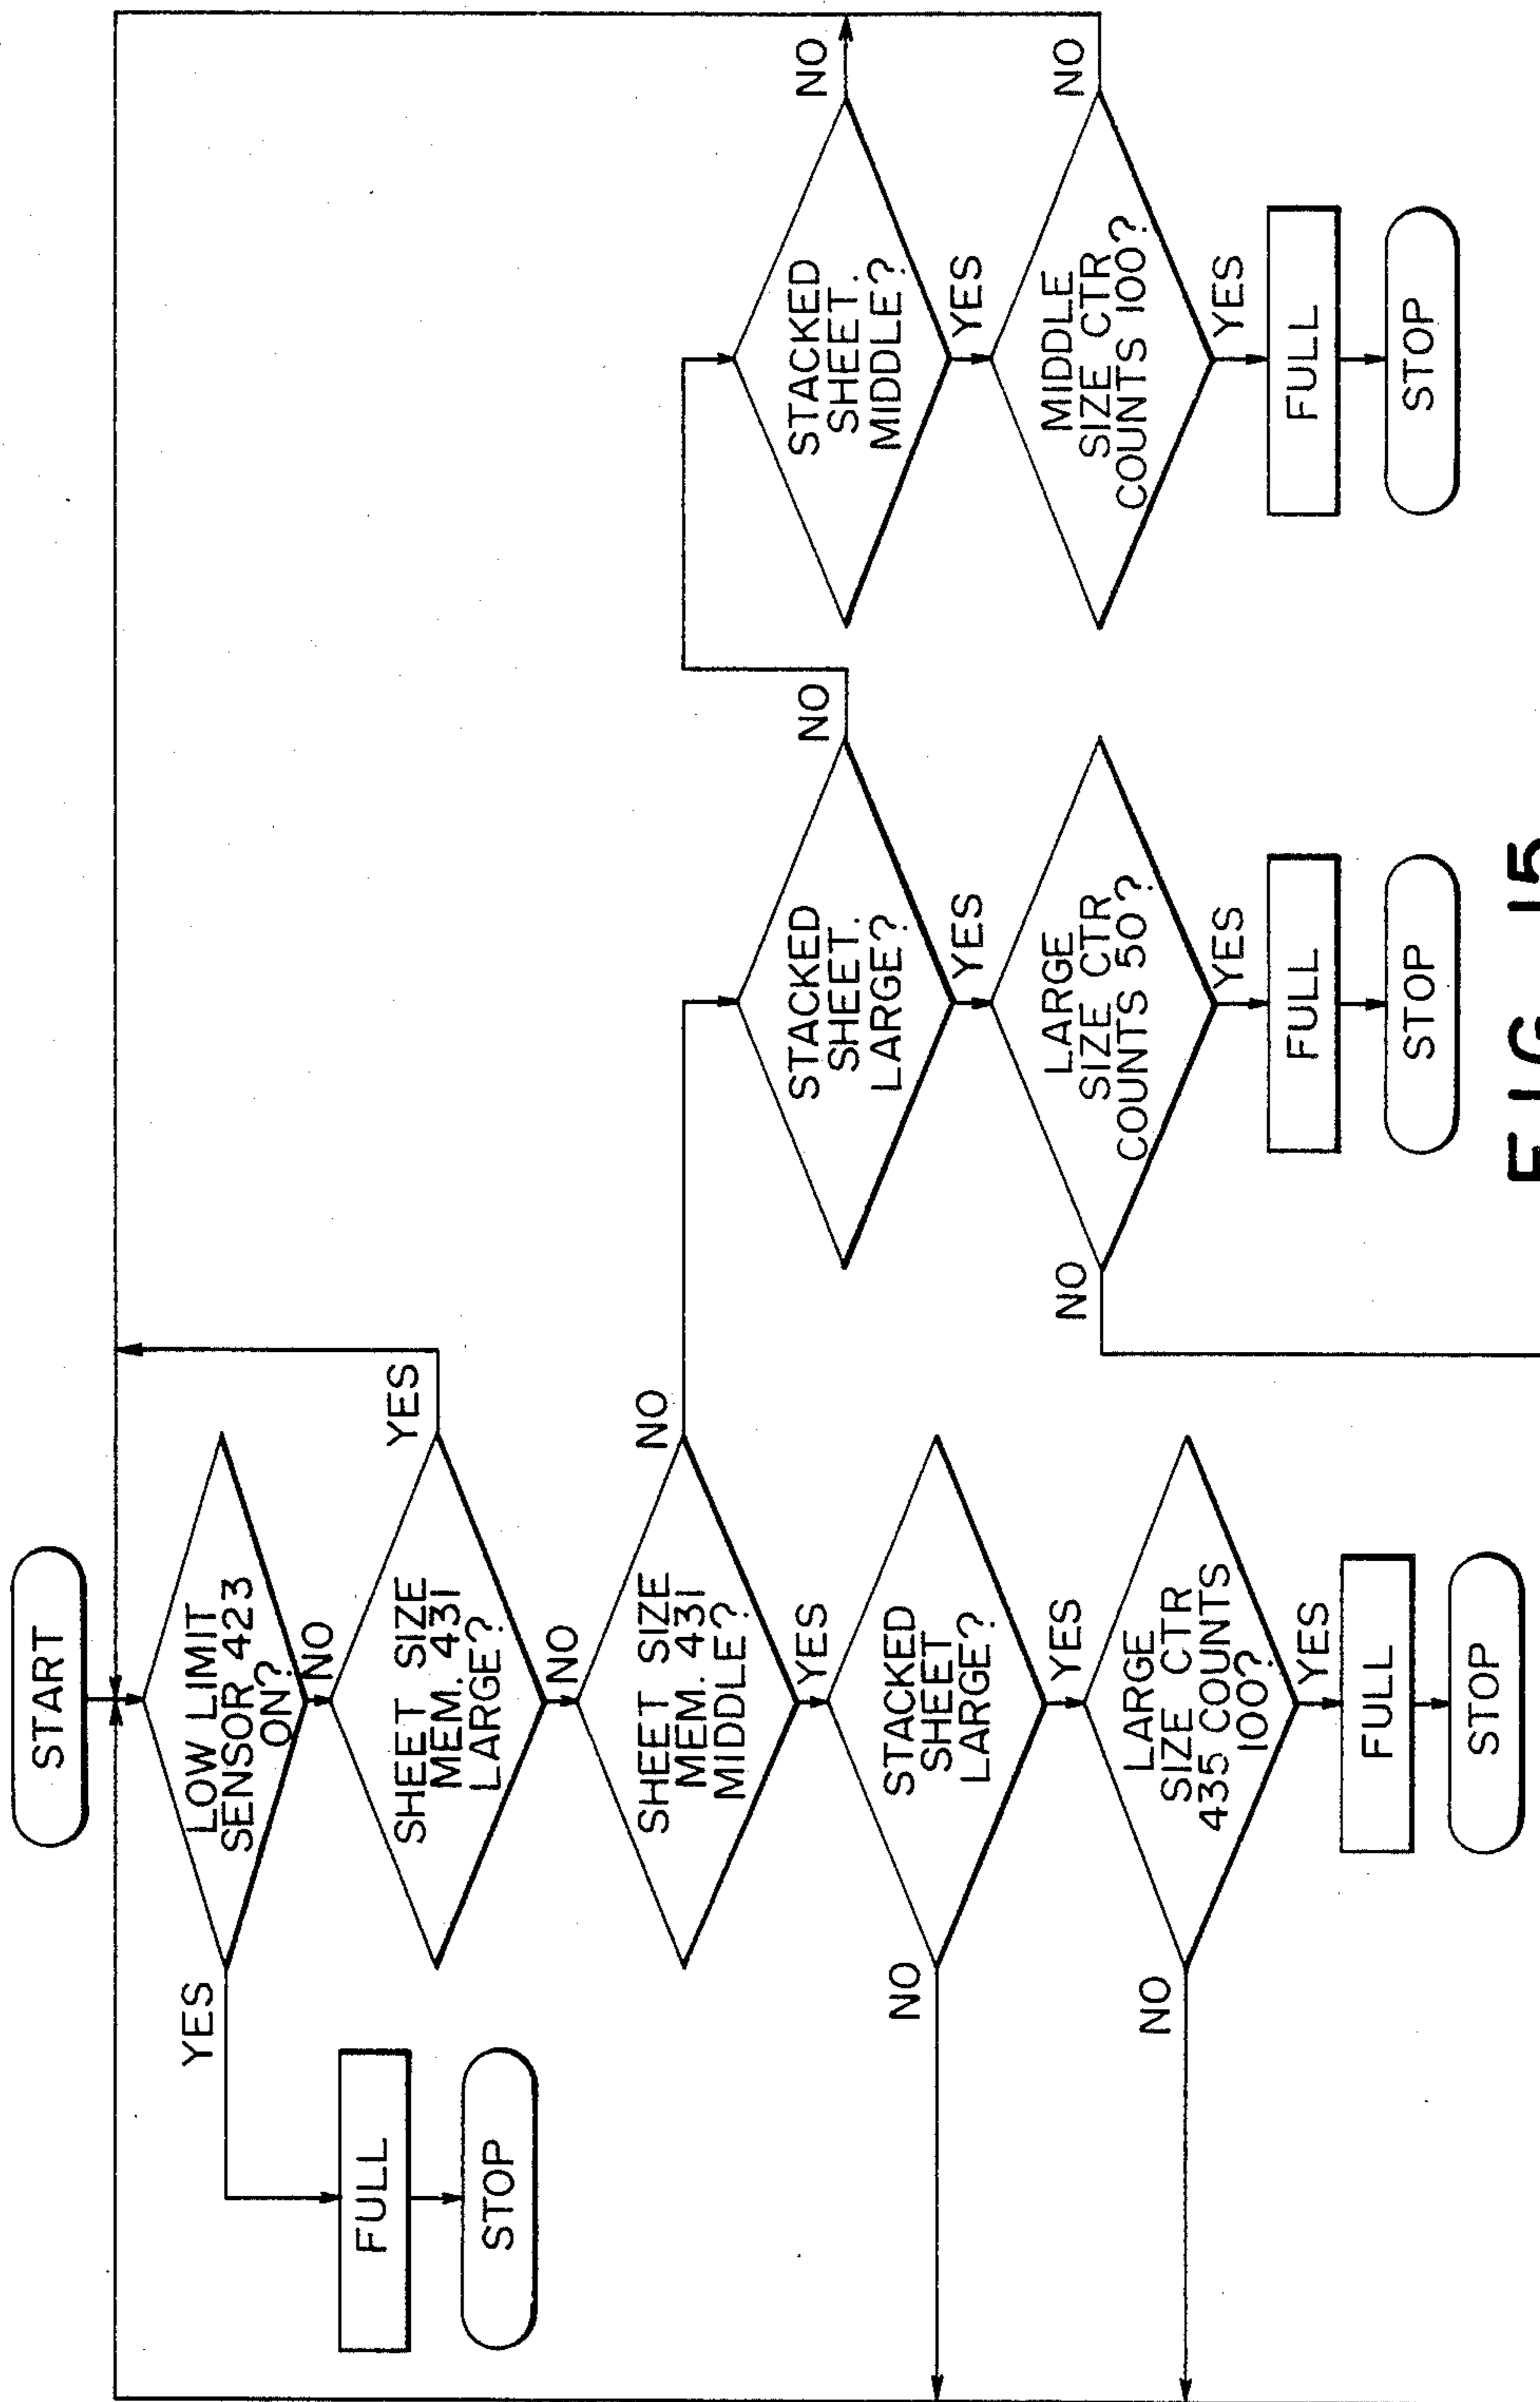 START
LOW LIMIT
SENSOR 423
ON?
YES
NO
FULL
STOP
SHEET SIZE
MEM. 431
LARGE?
YES
NO
SHEET SIZE
MEM. 431
MIDDLE?
NO
YES
STACKED
SHEET
LARGE?
NO
YES
LARGE
SIZE CTR
435 COUNTS
100?
NO
YES
FULL
STOP
STACKED
SHEET.
LARGE?
NO
YES
LARGE
SIZE CTR
COUNTS 50?
NO
YES
FULL
STOP
STACKED
SHEET.
MIDDLE?
NO
YES
MIDDLE
SIZE CTR
COUNTS 100?
NO
YES
FULL
STOP
FIG. 15